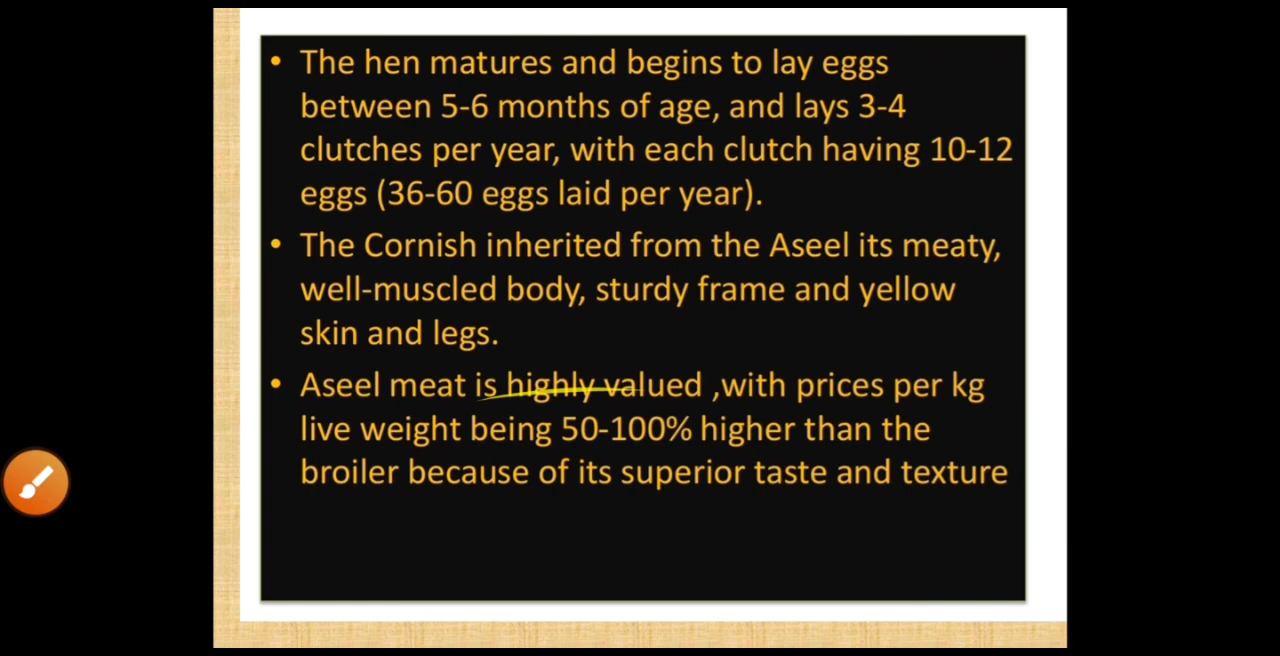 • The hen matures and begins to lay eggs
between 5-6 months of age, and lays 3-4
clutches per year, with each clutch having 10-12
eggs (36-60 eggs laid per year).
• The Cornish inherited from the Aseel its meaty,
well-muscled body, sturdy frame and yellow
skin and legs.
• Aseel meat is highly valued ,with prices per kg
live weight being 50-100% higher than the
broiler because of its superior taste and texture